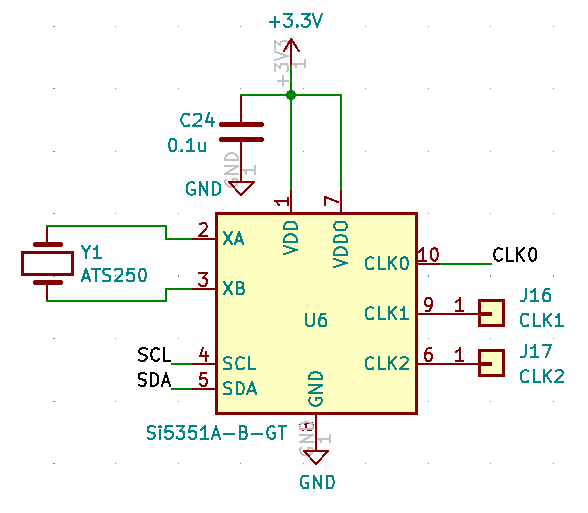 +3.3V
+3V3
1
C24
0.1u
GND
1
GND
1
7
2
XA
VDD
VDDO
Y1
ATS250
3
XB
CLK0
10
CLK0
U6
CLK1
9
1
J16
CLK1
SCL
4
SCL
SDA
5
SDA
CLK2
6
1
J17
CLK2
GND
Si5351A-B-GT
GND
1
GND